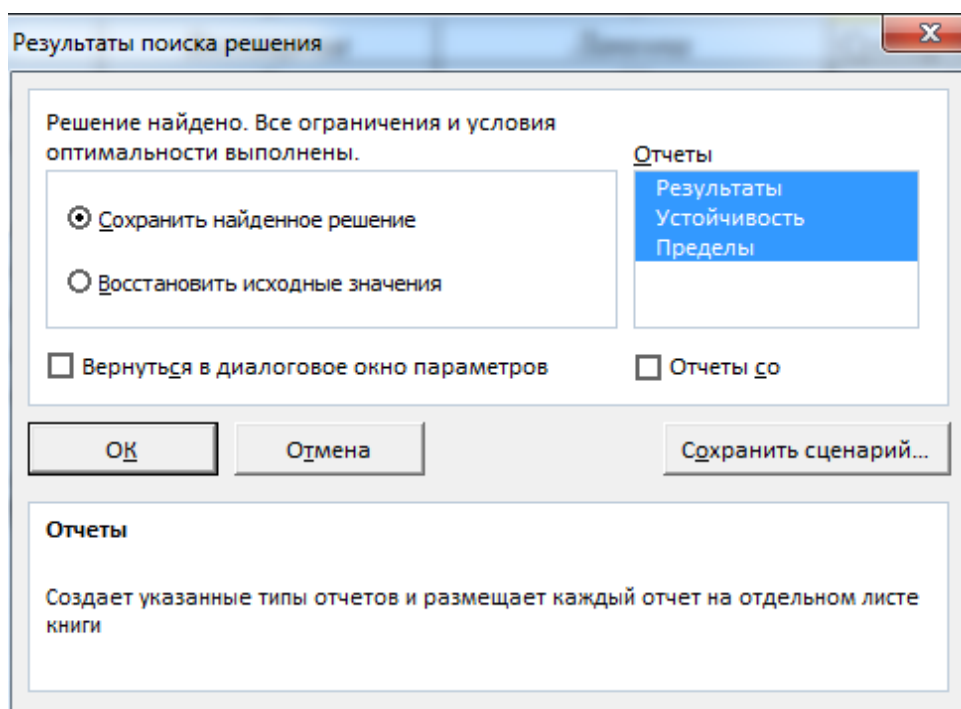 Результаты поиска решения
Решение найдено. Все ограничения и условия
оптимальности выполнены.
Отчеты
Результаты
Устойчивость
Пределы
Сохранить найденное решение
Восстановить исходные значения
Вернуться в диалоговое окно параметров
Отчеты со
ОК
Отмена
Сохранить сценарий...
Отчеты
Создает указанные типы отчетов и размещает каждый отчет на отдельном листе
книги